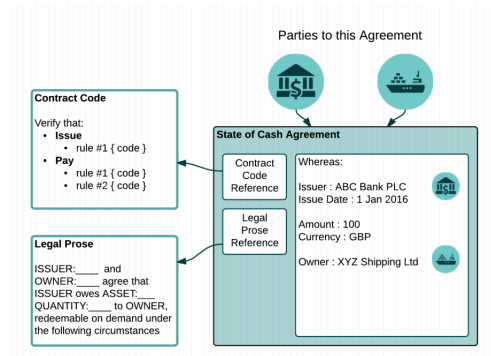 Parties to this Agreement
Contract Code
Verify that:
• Issue
• rule #1 { code }
• Pay
• rule #1 { code }
• rule #2 { code }
State of Cash Agreement
Contract
Code
Reference
Legal
Prose
Reference
Whereas:
Issuer : ABC Bank PLC
Issue Date : 1 Jan 2016
Amount : 100
Currency : GBP
Owner : XYZ Shipping Ltd
Legal Prose
ISSUER:____ and
OWNER:____ agree that
ISSUER owes ASSET:___
QUANTITY:____ to OWNER,
redeemable on demand under
the following circumstances